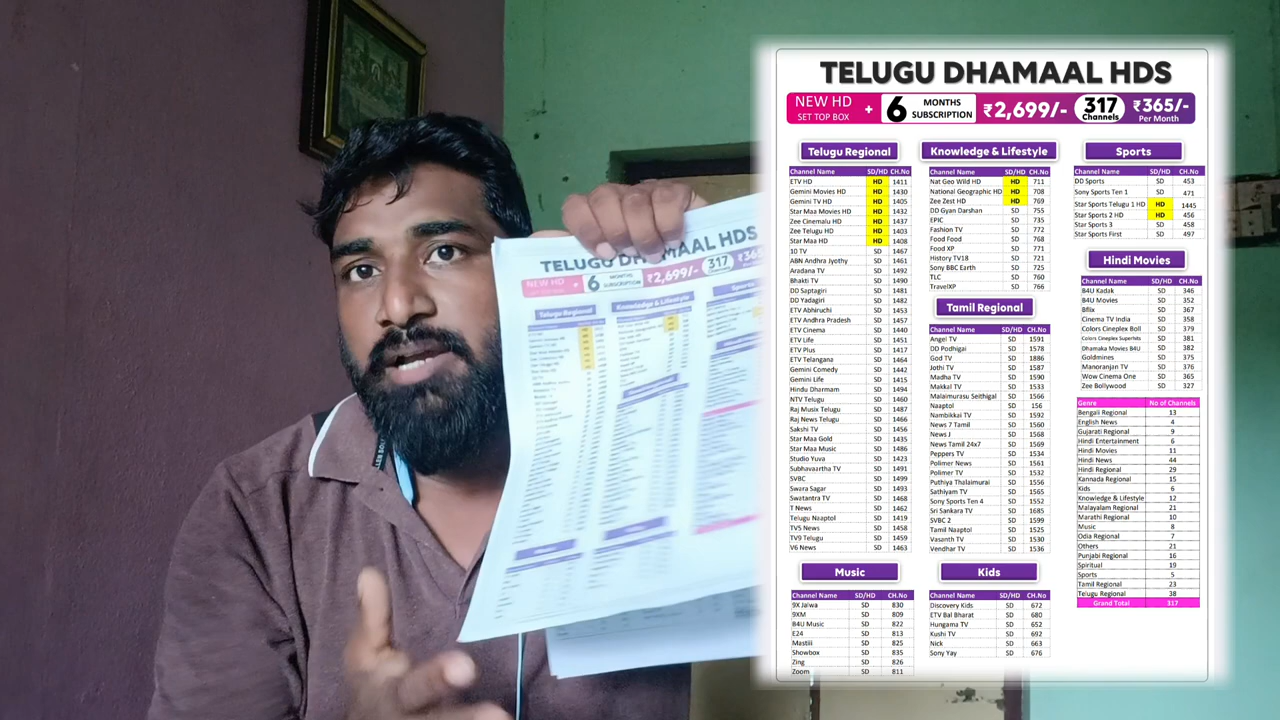 TELUGU DHAMAAL HDS
NEW HD
SET TOP BOX
+
6 MONTHS SUBSCRIPTION
₹2,699/-
317 Channels
₹365/- Per Month
Telugu Regional
Channel Name SD/HD CH.No
ETV HD HD 1411
Gemini Movies HD HD 1430
Gemini TV HD HD 1405
Star Maa Movies HD HD 1432
Zee Cinemalu HD HD 1437
Zee Telugu HD HD 1403
Star Maa HD HD 1408
10 TV SD 1467
ABN Andhra Jyothy SD 1461
Aradana TV SD 1492
Bhakti TV SD 1490
DD Saptagiri SD 1481
DD Yadagiri SD 1482
ETV Abhiruchi SD 1453
ETV Andhra Pradesh SD 1457
ETV Cinema SD 1440
ETV Life SD 1451
ETV Plus SD 1417
ETV Telangana SD 1464
Gemini Comedy SD 1442
Gemini Life SD 1415
Hindu Dharmam SD 1494
NTV Telugu SD 1460
Raj Musix Telugu SD 1487
Raj News Telugu SD 1466
Sakshi TV SD 1456
Star Maa Gold SD 1435
Star Maa Music SD 1486
Studio Yuva SD 1423
Subhavaartha TV SD 1491
SVBC SD 1499
Swara Sagar SD 1493
Swatantra TV SD 1468
T News SD 1462
Telugu Naaptol SD 1419
TV5 News SD 1458
TV9 Telugu SD 1459
V6 News SD 1463
Music
Channel Name SD/HD CH.No
9X Jalwa SD 830
9XM SD 809
B4U Music SD 822
E24 SD 813
Mastiii SD 825
Showbox SD 835
Zing SD 826
Zoom SD 811
Knowledge & Lifestyle
Channel Name SD/HD CH.No
Nat Geo Wild HD HD 711
National Geographic HD HD 708
Zee Zest HD HD 769
DD Gyan Darshan SD 755
EPIC SD 735
Fashion TV SD 772
Food Food SD 768
Food XP SD 771
History TV18 SD 721
Sony BBC Earth SD 725
TLC SD 760
TravelXP SD 766
Tamil Regional
Channel Name SD/HD CH.No
Angel TV SD 1591
DD Podhigai SD 1578
God TV SD 1886
Jothi TV SD 1587
Madha TV SD 1590
Makkal TV SD 1533
Malaimurasu Seithigal SD 1566
Naaptol SD 156
Nambikkai TV SD 1592
News 7 Tamil SD 1560
News J SD 1568
News Tamil 24x7 SD 1569
Peppers TV SD 1534
Polimer News SD 1561
Polimer TV SD 1532
Puthiya Thalaimurai SD 1556
Sathiyam TV SD 1565
Sony Sports Ten 4 SD 1552
Sri Sankara TV SD 1685
SVBC 2 SD 1599
Tamil Naaptol SD 1525
Vasanth TV SD 1530
Vendhar TV SD 1536
Kids
Channel Name SD/HD CH.No
Discovery Kids SD 672
ETV Bal Bharat SD 680
Hungama TV SD 652
Kushi TV SD 692
Nick SD 663
Sony Yay SD 676
Sports
Channel Name SD/HD CH.No
DD Sports SD 453
Sony Sports Ten 1 SD 471
Star Sports Telugu 1 HD HD 1445
Star Sports 2 HD HD 456
Star Sports 3 SD 458
Star Sports First SD 497
Hindi Movies
Channel Name SD/HD CH.No
B4U Kadak SD 346
B4U Movies SD 352
Bflix SD 367
Cinema TV India SD 358
Colors Cineplex Boll SD 379
Colors Cineplex Superhits SD 381
Dhamaka Movies B4U SD 382
Goldmines SD 375
Manoranjan TV SD 376
Wow Cinema One SD 365
Zee Bollywood SD 327
Genre No of Channels
Bengali Regional 13
English News 4
Gujarati Regional 9
Hindi Entertainment 6
Hindi Movies 11
Hindi News 44
Hindi Regional 29
Kannada Regional 15
Kids 6
Knowledge & Lifestyle 12
Malayalam Regional 21
Marathi Regional 10
Music 8
Odia Regional 7
Others 21
Punjabi Regional 16
Spiritual 19
Sports 5
Tamil Regional 23
Telugu Regional 38
Grand Total 317
TELUGU DHAMAAL HDS
NEW HD
6 MONTHS SUBSCRIPTION
₹2,699/-
317
₹365
Telugu Regional
Knowledge & Lifestyle